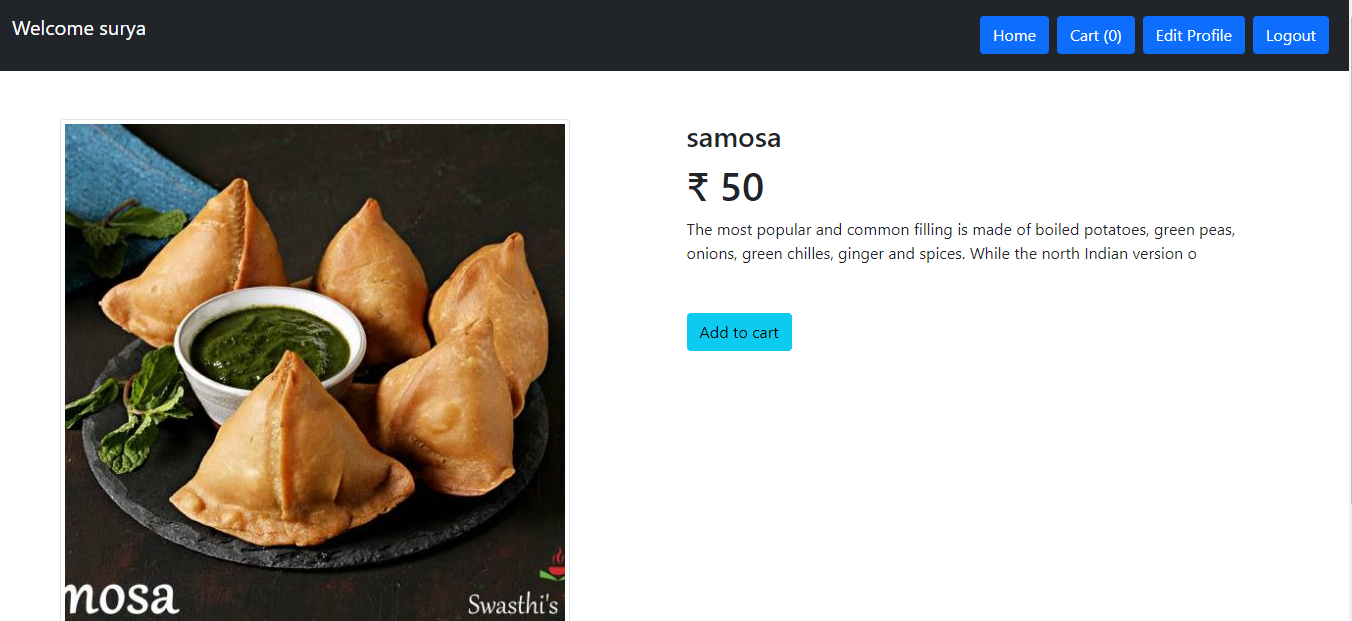 Welcome surya
Home
Cart (0)
Edit Profile
Logout
samosa
₹ 50
The most popular and common filling is made of boiled potatoes, green peas,
onions, green chilles, ginger and spices. While the north Indian version o
Add to cart
mosa
Swasthi's